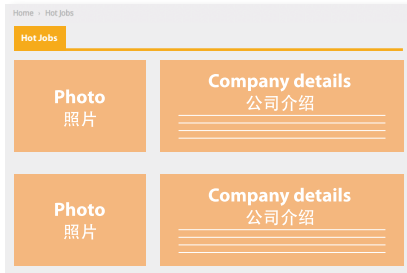 Home › Hot Jobs
Hot Jobs
Photo
照片
Company details
公司介绍
Photo
照片
Company details
公司介绍